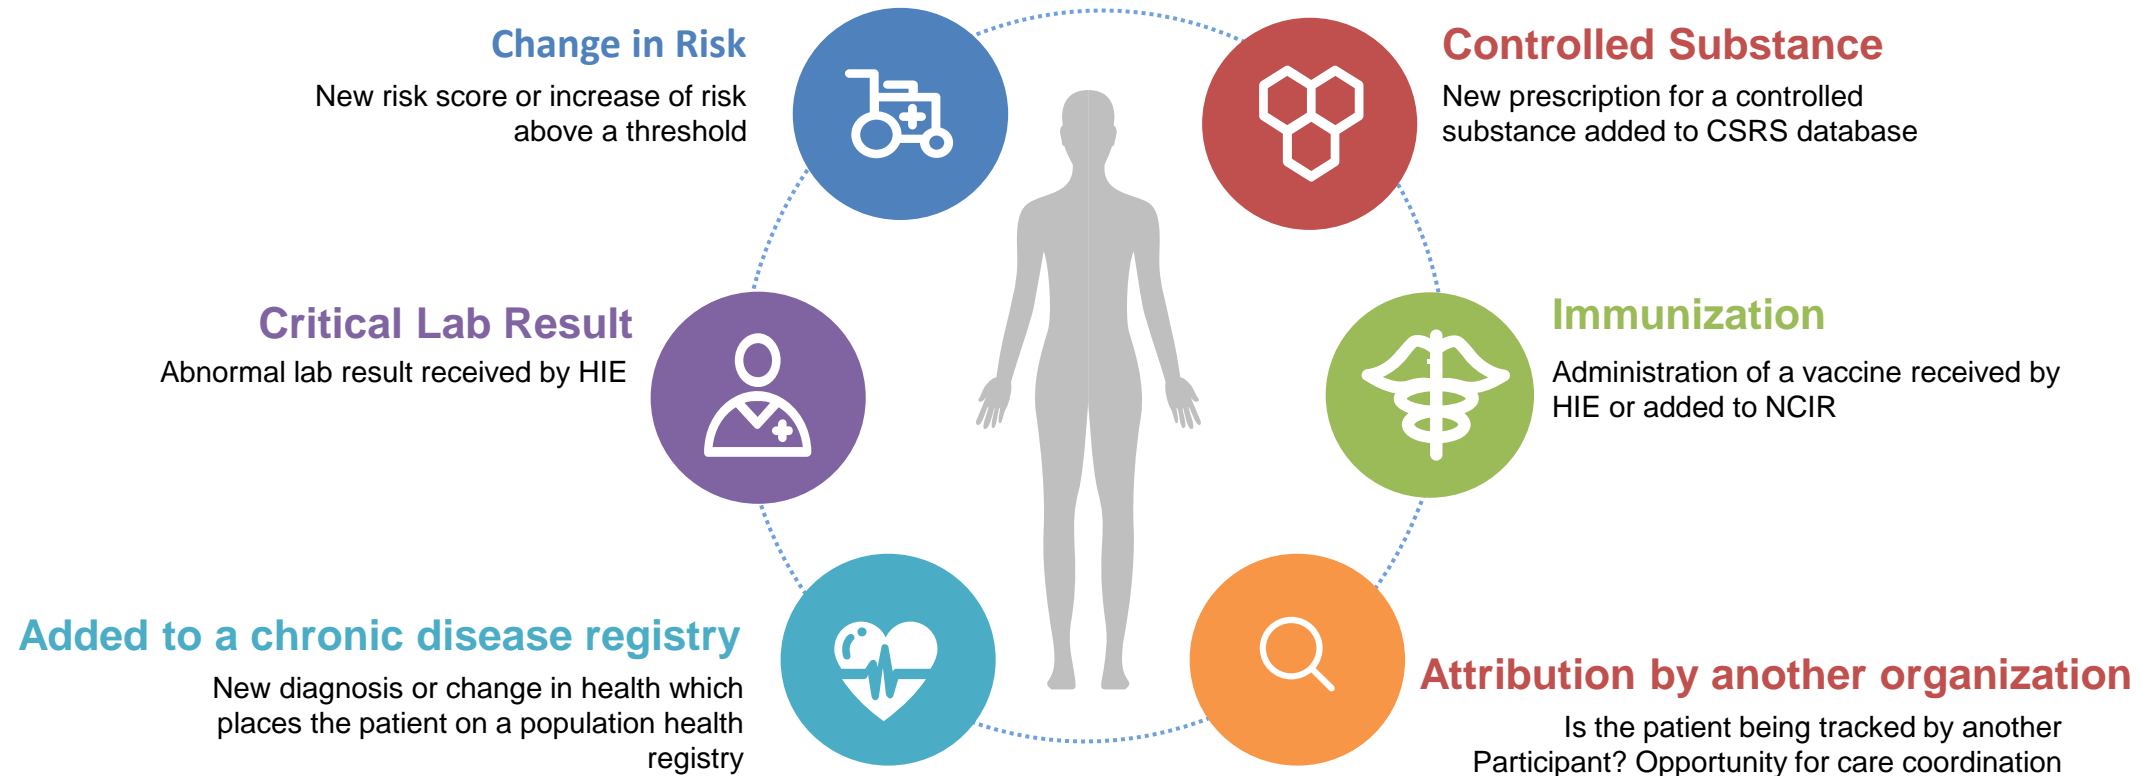 Change in Risk
New risk score or increase of risk
above a threshold
Controlled Substance
New prescription for a controlled
substance added to CSRS database
Critical Lab Result
Abnormal lab result received by HIE
Immunization
Administration of a vaccine received by
HIE or added to NCIR
Added to a chronic disease registry
New diagnosis or change in health which
places the patient on a population health
registry
Attribution by another organization
Is the patient being tracked by another
Participant? Opportunity for care coordination